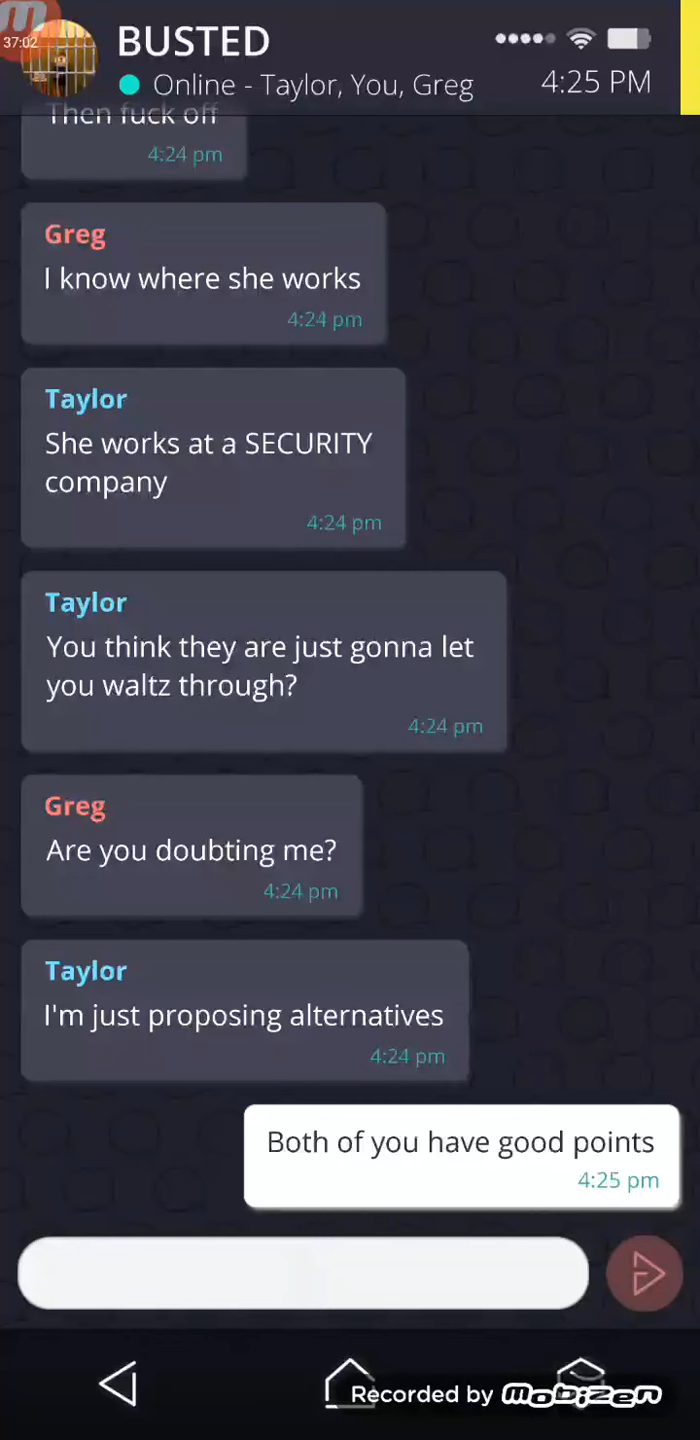 37:02
BUSTED
Online - Taylor, You, Greg
4:25 PM
Then fuck off
4:24 pm
Greg
I know where she works
4:24 pm
Taylor
She works at a SECURITY
company
4:24 pm
Taylor
You think they are just gonna let
you waltz through?
4:24 pm
Greg
Are you doubting me?
4:24 pm
Taylor
I'm just proposing alternatives
4:24 pm
Both of you have good points
4:25 pm
Recorded by mobizen